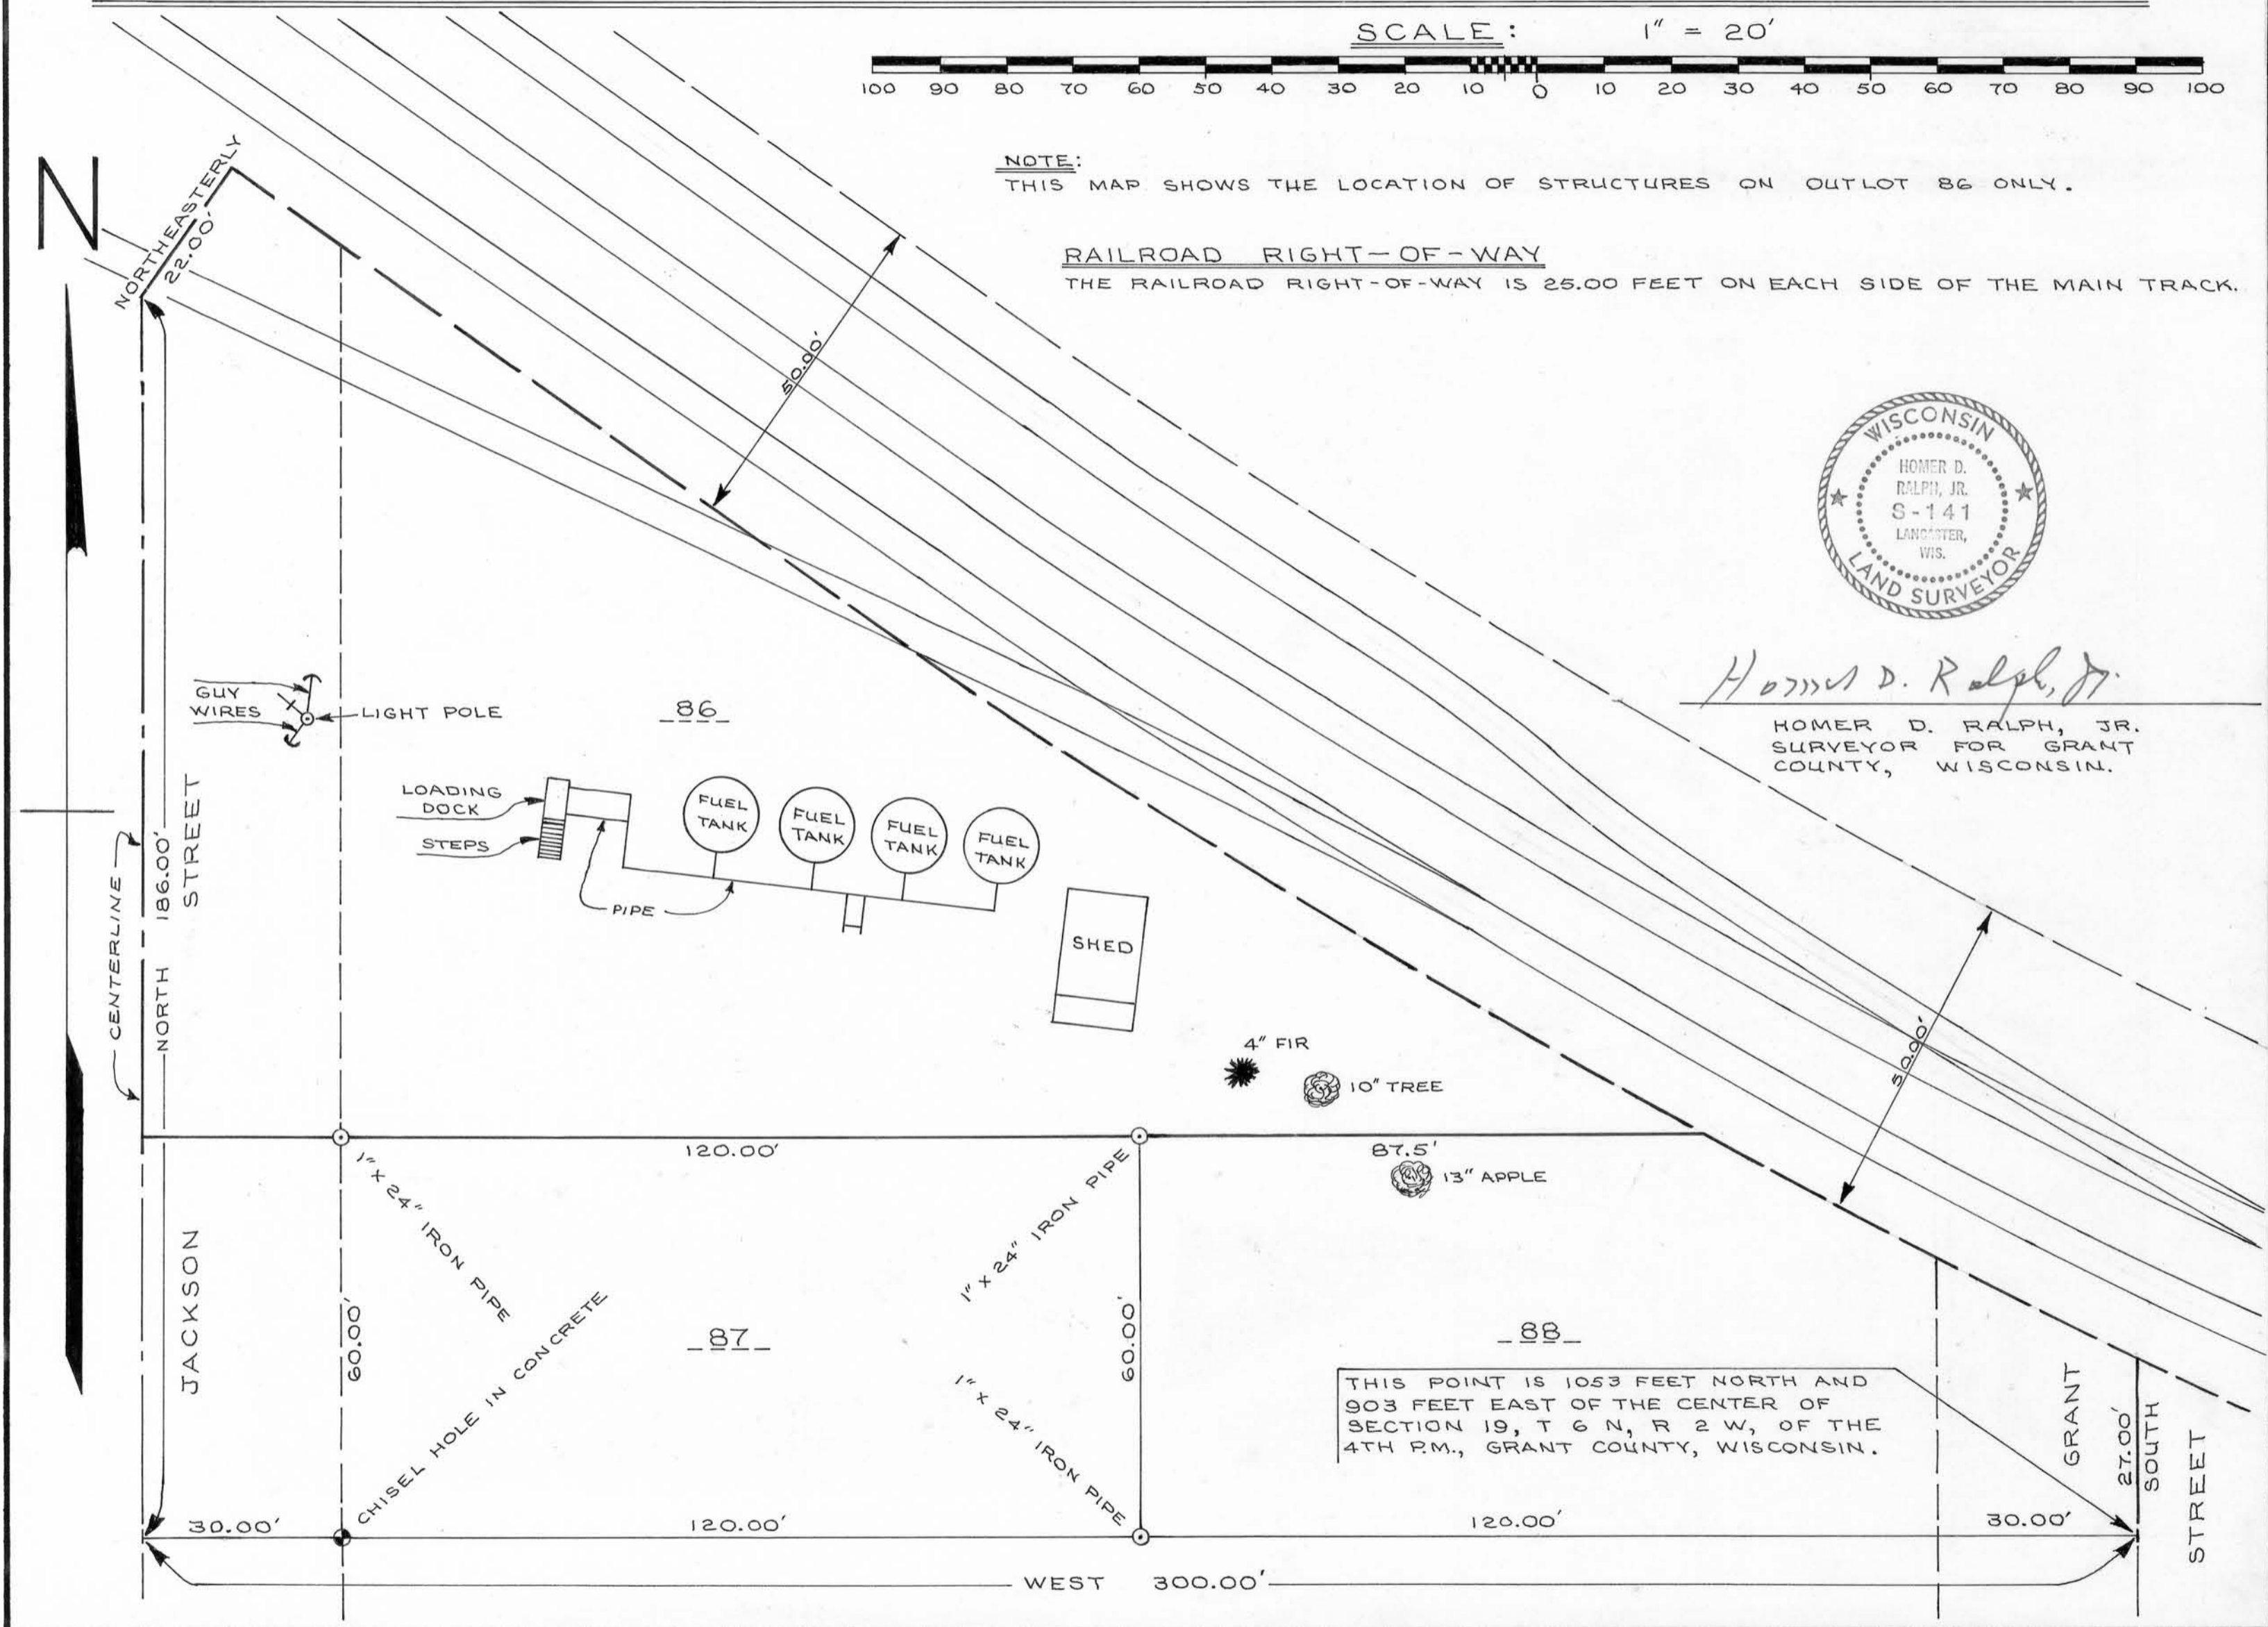 SCALE: 1" = 20'
100 90 80 70 60 50 40 30 20 10 0 10 20 30 40 50 60 70 80 90 100
NOTE:
THIS MAP SHOWS THE LOCATION OF STRUCTURES ON OUTLOT 86 ONLY.
RAILROAD RIGHT-OF-WAY
THE RAILROAD RIGHT-OF-WAY IS 25.00 FEET ON EACH SIDE OF THE MAIN TRACK.
N
NORTHEASTERLY
22.00'
50.00'
WISCONSIN
HOMER D.
RALPH, JR.
S-141
LANCASTER,
WIS.
LAND SURVEYOR
Homer D. Ralph, Jr.
HOMER D. RALPH, JR.
SURVEYOR FOR GRANT
COUNTY, WISCONSIN.
GUY
WIRES
LIGHT POLE
86
LOADING
DOCK
STEPS
PIPE
FUEL
TANK
FUEL
TANK
FUEL
TANK
FUEL
TANK
SHED
CENTERLINE
NORTH 186.00'
JACKSON STREET
4" FIR
10" TREE
50.00'
120.00'
87.5'
13" APPLE
1" X 24" IRON PIPE
1" X 24" IRON PIPE
60.00'
CHISEL HOLE IN CONCRETE
87
60.00'
1" X 24" IRON PIPE
88
THIS POINT IS 1053 FEET NORTH AND
903 FEET EAST OF THE CENTER OF
SECTION 19, T 6 N, R 2 W, OF THE
4TH P.M., GRANT COUNTY, WISCONSIN.
GRANT STREET
27.00'
SOUTH
30.00'
120.00'
120.00'
30.00'
WEST 300.00'